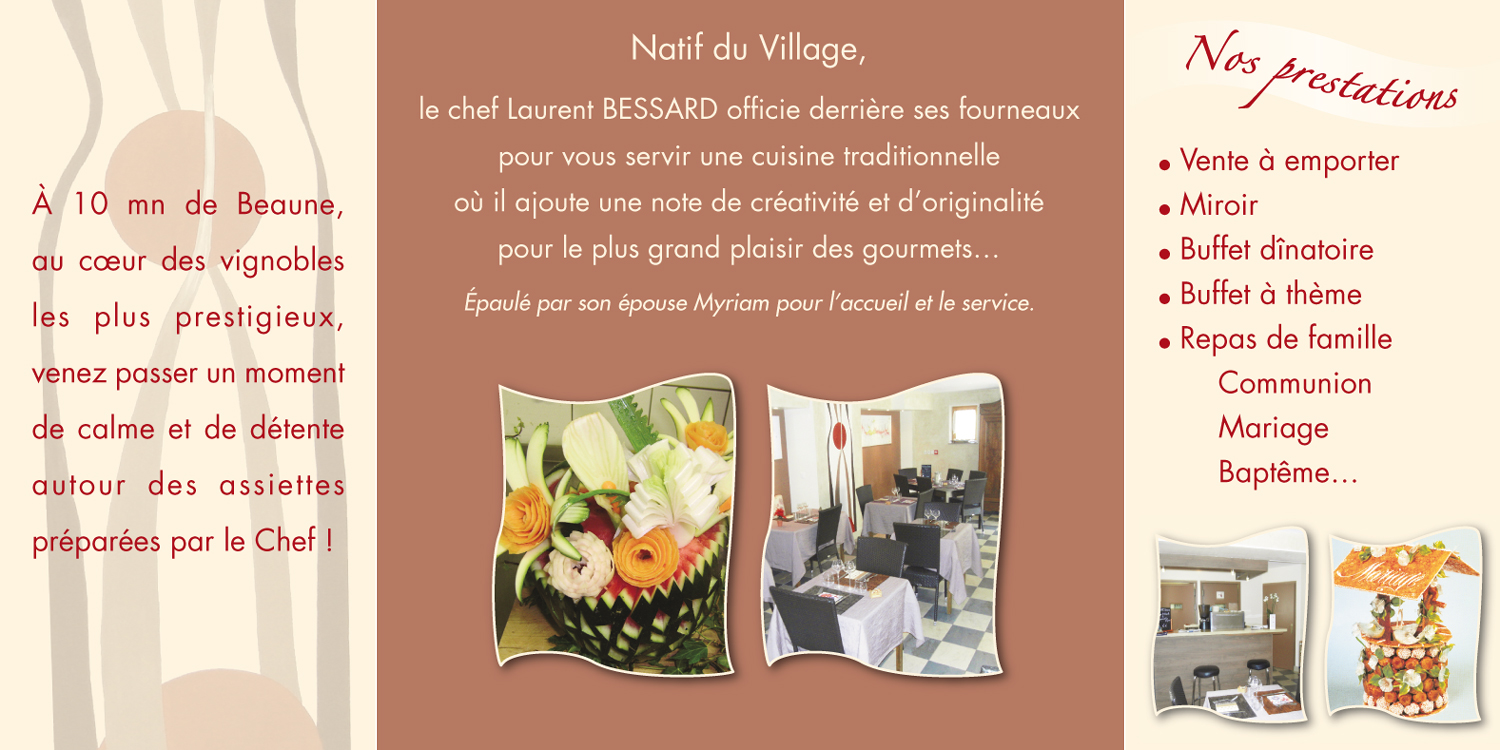 À 10 mn de Beaune,
au cœur des vignobles
les plus prestigieux,
venez passer un moment
de calme et de détente
autour des assiettes
préparées par le Chef !
Natif du Village,
le chef Laurent BESSARD officie derrière ses fourneaux
pour vous servir une cuisine traditionnelle
où il ajoute une note de créativité et d’originalité
pour le plus grand plaisir des gourmets…
Épaulé par son épouse Myriam pour l’accueil et le service.
Nos prestations
• Vente à emporter
• Miroir
• Buffet dînatoire
• Buffet à thème
• Repas de famille
Communion
Mariage
Baptême…